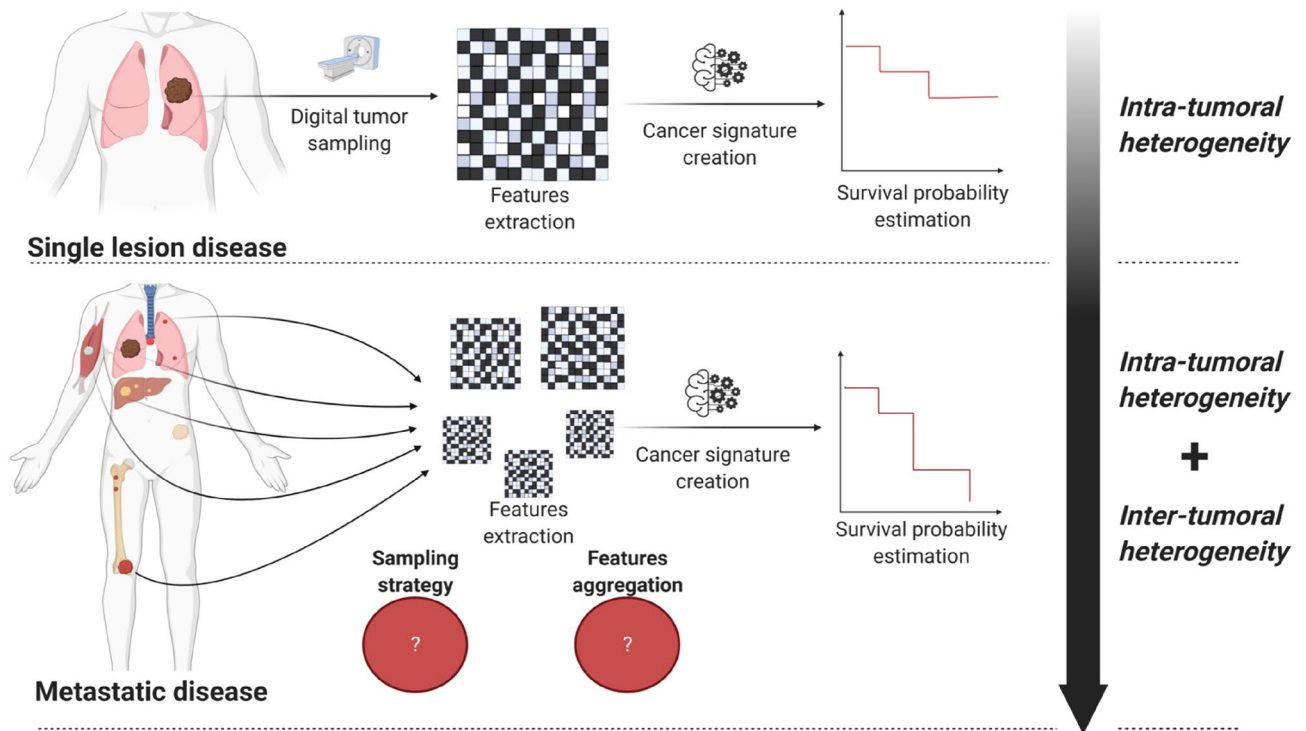 Digital tumor
sampling
Features
extraction
Cancer signature
creation
Survival probability
estimation
Intra-tumoral
heterogeneity
Single lesion disease
Features
extraction
Cancer signature
creation
Survival probability
estimation
Intra-tumoral
heterogeneity
+
Inter-tumoral
heterogeneity
Sampling
strategy
?
Features
aggregation
?
Metastatic disease